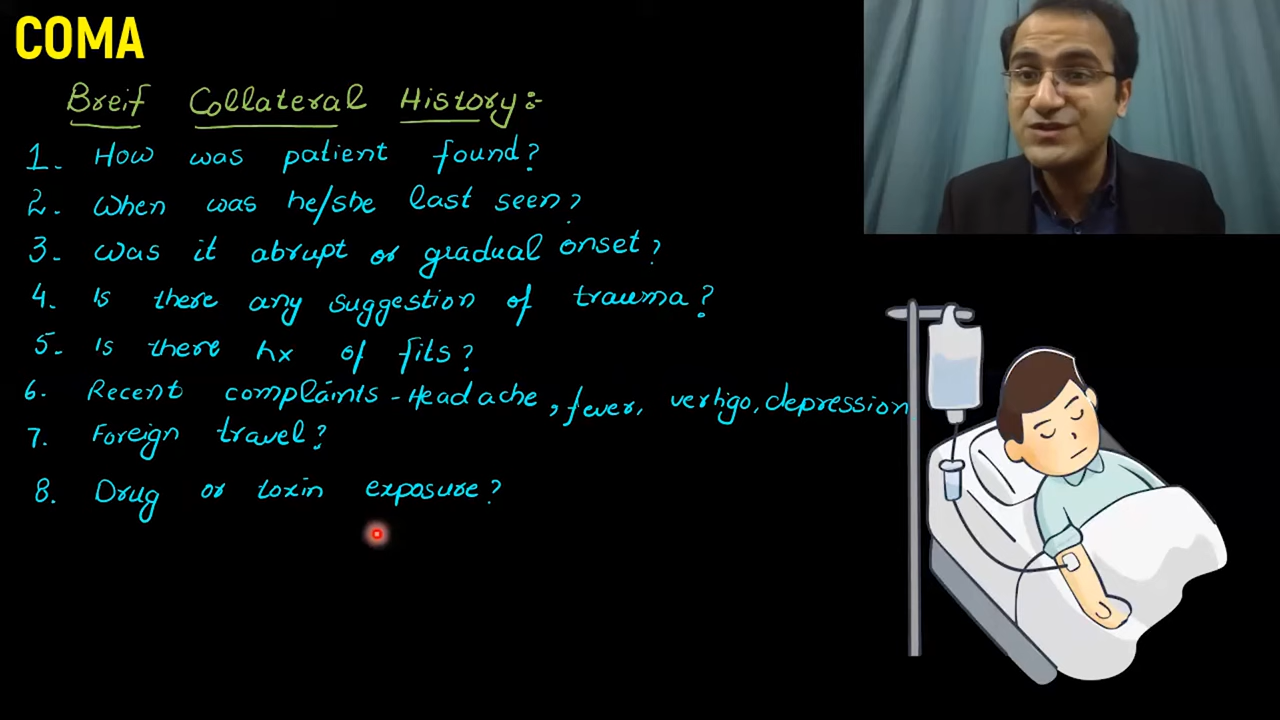 COMA
Breif Collateral History:-
1. How was patient found?
2. When was he/she last seen?
3. Was it abrupt or gradual onset?
4. Is there any suggestion of trauma?
5. Is there hx of fits?
6. Recent complaints - Headache, fever, vertigo, depression
7. Foreign travel?
8. Drug or toxin exposure?